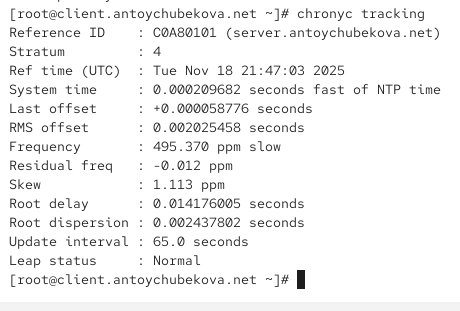 [root@client.antoychubekova.net ~]# chronyc tracking
Reference ID    : C0A80101 (server.antoychubekova.net)
Stratum         : 4
Ref time (UTC)  : Tue Nov 18 21:47:03 2025
System time     : 0.000209682 seconds fast of NTP time
Last offset     : +0.000058776 seconds
RMS offset      : 0.002025458 seconds
Frequency       : 495.370 ppm slow
Residual freq   : -0.012 ppm
Skew            : 1.113 ppm
Root delay      : 0.014176005 seconds
Root dispersion : 0.002437802 seconds
Update interval : 65.0 seconds
Leap status     : Normal
[root@client.antoychubekova.net ~]#